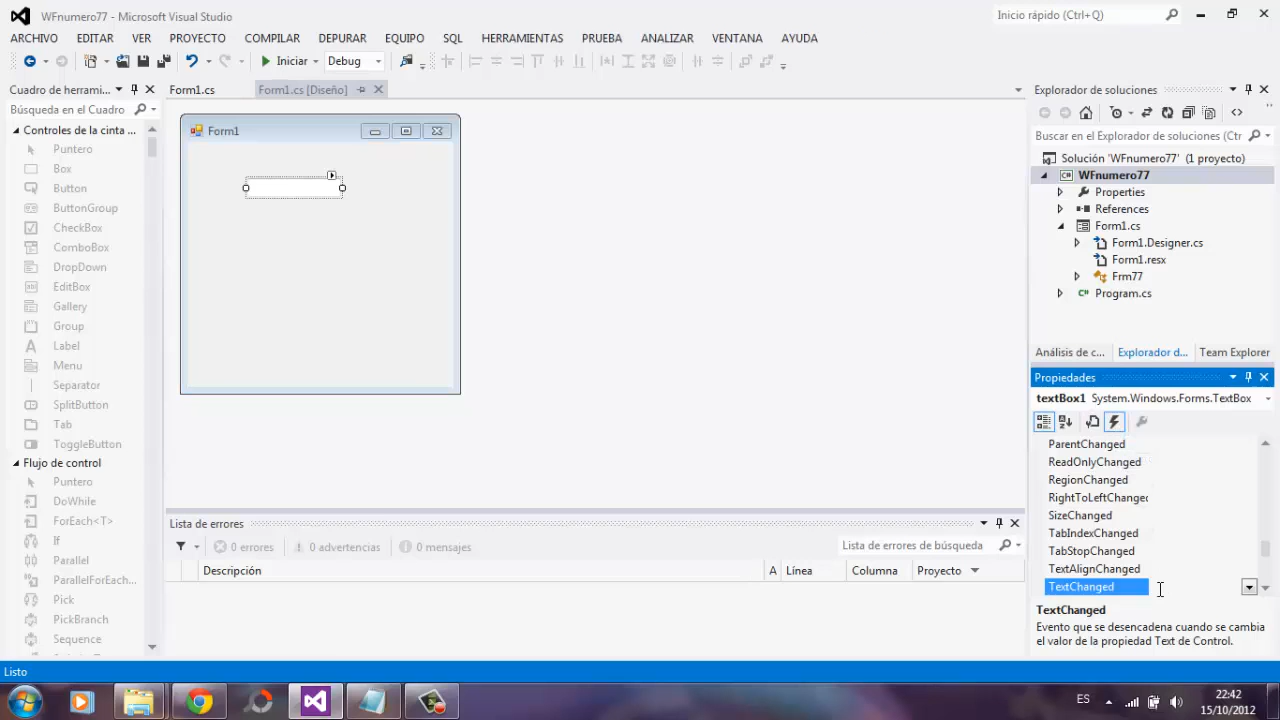 WFnumero77 - Microsoft Visual Studio
Inicio rápido (Ctrl+Q)
ARCHIVO EDITAR VER PROYECTO COMPILAR DEPURAR EQUIPO SQL HERRAMIENTAS PRUEBA ANALIZAR VENTANA AYUDA
Iniciar Debug
Cuadro de herrami...
Búsqueda en el Cuadro
Controles de la cinta ...
Puntero
Box
Button
ButtonGroup
CheckBox
ComboBox
DropDown
EditBox
Gallery
Group
Label
Menu
Separator
SplitButton
Tab
ToggleButton
Flujo de control
Puntero
DoWhile
ForEach<T>
If
Parallel
ParallelForEach...
Pick
PickBranch
Sequence
Form1.cs Form1.cs [Diseño]
Form1
Lista de errores
0 errores 0 advertencias 0 mensajes Lista de errores de búsqueda
Descripción A Línea Columna Proyecto
Explorador de soluciones
Buscar en el Explorador de soluciones (Ctr
Solución 'WFnumero77' (1 proyecto)
WFnumero77
Properties
References
Form1.cs
Form1.Designer.cs
Form1.resx
Frm77
Program.cs
Análisis de c... Explorador d... Team Explorer
Propiedades
textBox1 System.Windows.Forms.TextBox
ParentChanged
ReadOnlyChanged
RegionChanged
RightToLeftChanged
SizeChanged
TabIndexChanged
TabStopChanged
TextAlignChanged
TextChanged
TextChanged
Evento que se desencadena cuando se cambia
el valor de la propiedad Text de Control.
Listo
ES
22:42
15/10/2012